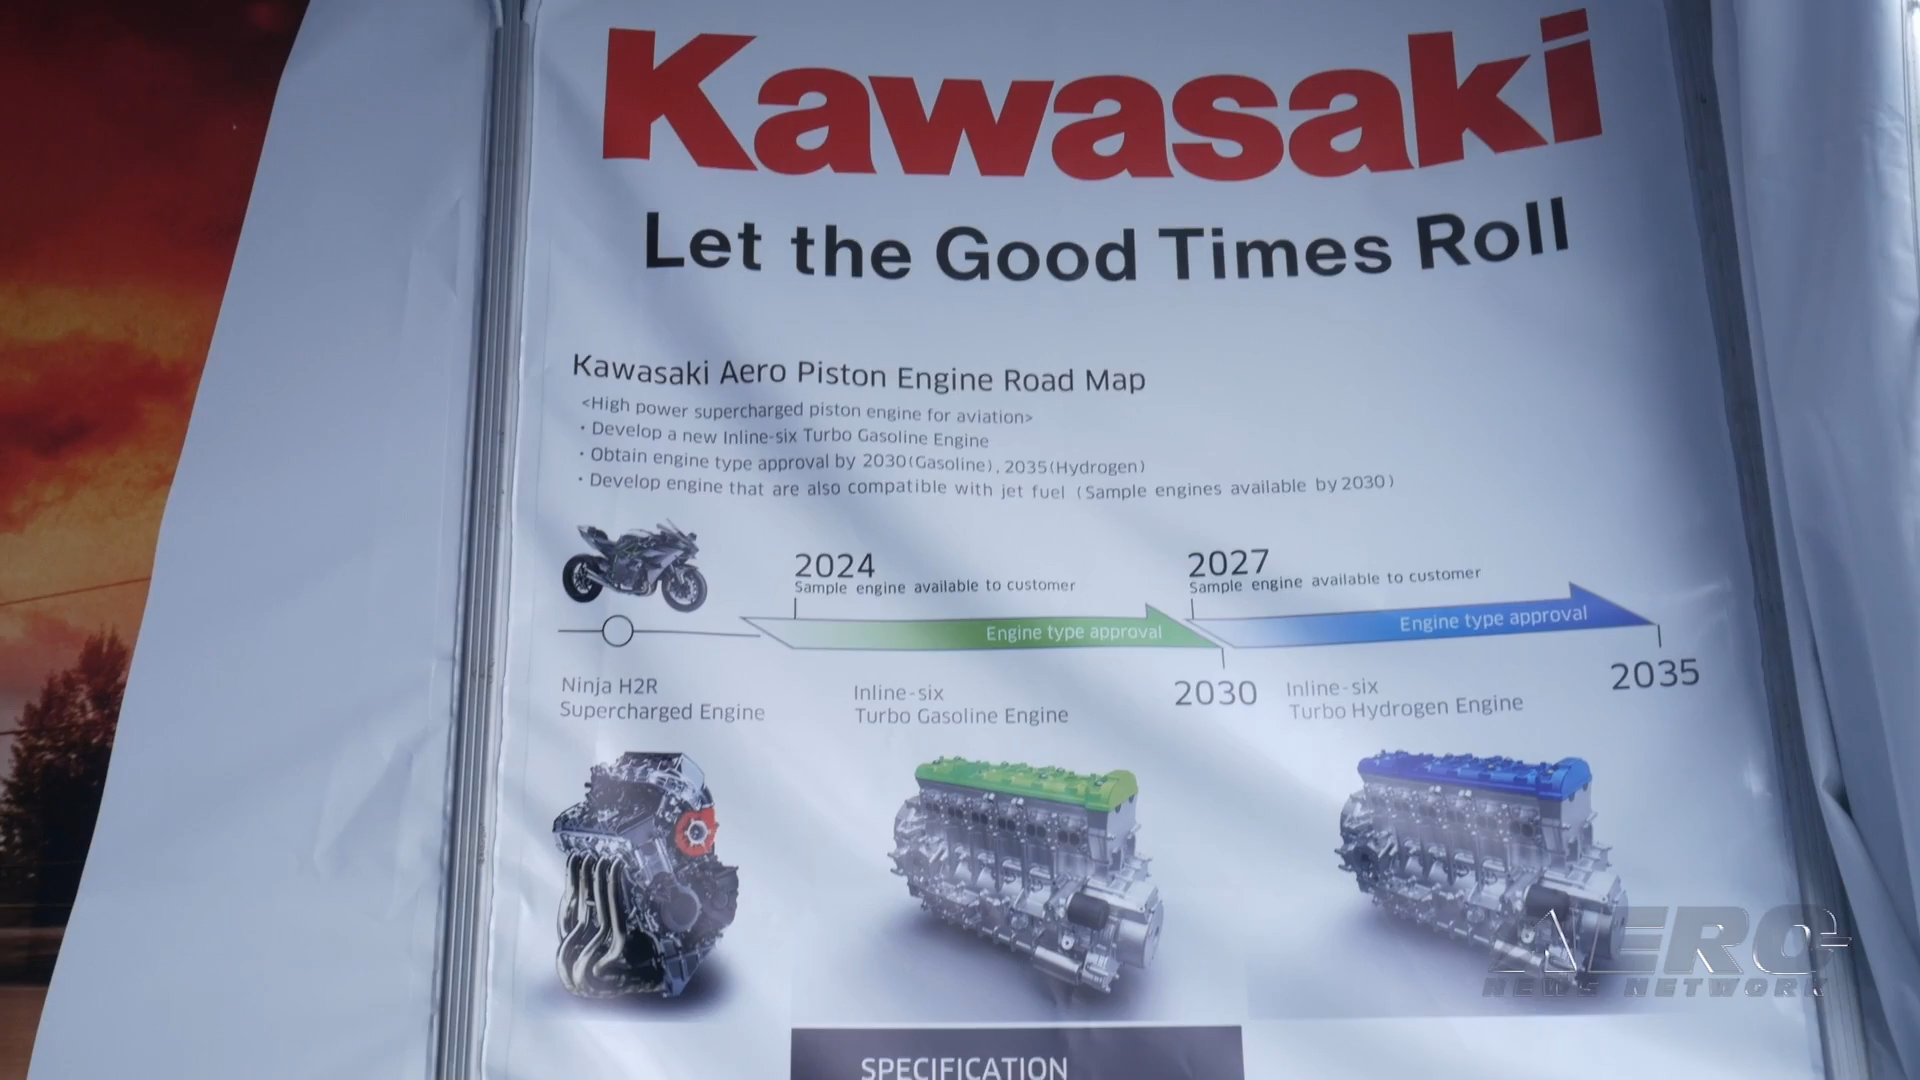 Kawasaki
Let the Good Times Roll
Kawasaki Aero Piston Engine Road Map
<High power supercharged piston engine for aviation>
・Develop a new Inline-six Turbo Gasoline Engine
・Obtain engine type approval by 2030(Gasoline), 2035(Hydrogen)
・Develop engine that are also compatible with jet fuel (Sample engines available by 2030)
2024
Sample engine available to customer
2027
Sample engine available to customer
Engine type approval
Engine type approval
2030
2035
Ninja H2R
Supercharged Engine
Inline-six
Turbo Gasoline Engine
Inline-six
Turbo Hydrogen Engine
AERO
NEWS NETWORK
SPECIFICATION